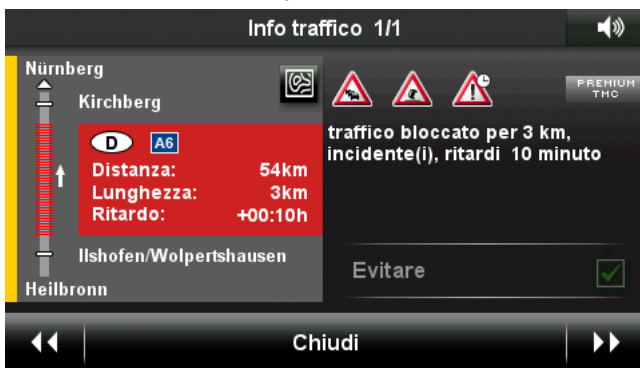 Info traffico 1/1
Nürnberg
Kirchberg
D A6
Distanza: 54km
Lunghezza: 3km
Ritardo: +00:10h
Ilshofen/Wolpertshausen
Heilbronn
PREMIUM
TMC
traffico bloccato per 3 km,
incidente(i), ritardi 10 minuto
Evitare
Chiudi